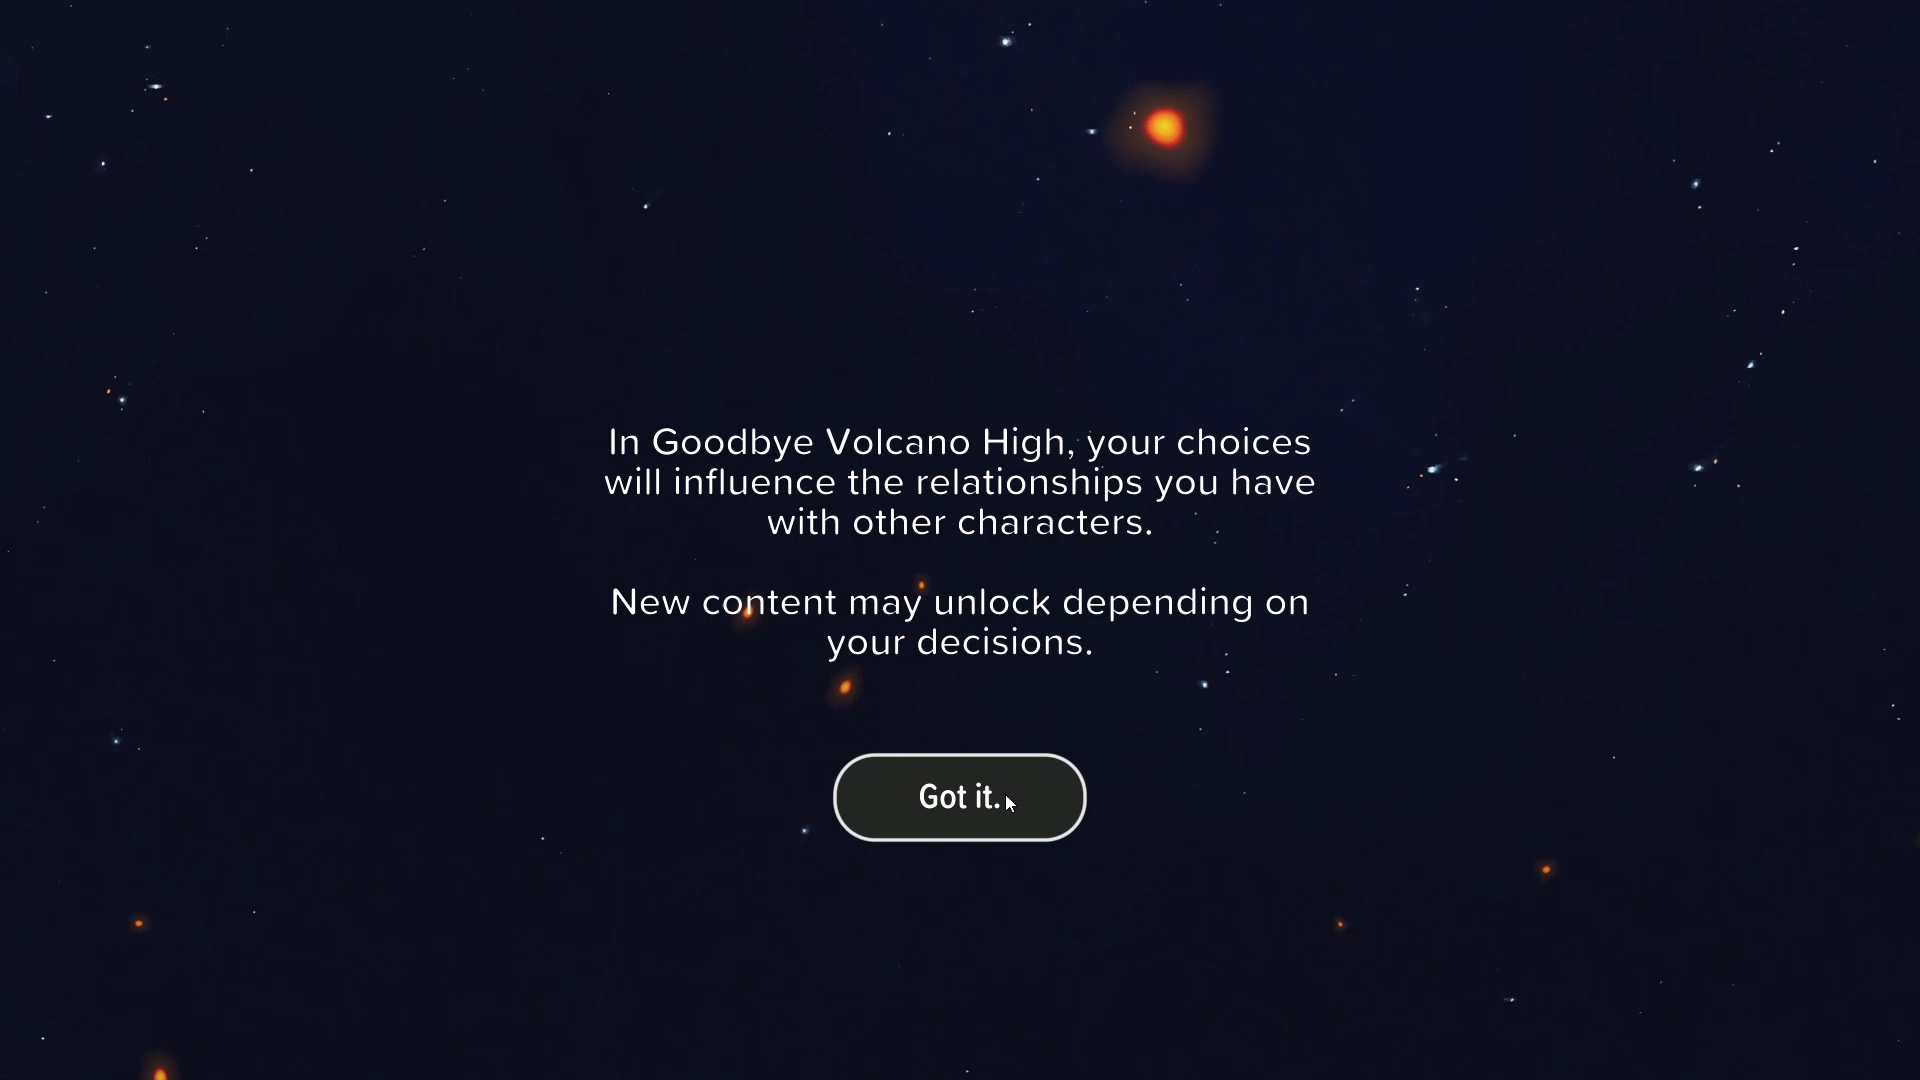 In Goodbye Volcano High, your choices
will influence the relationships you have
with other characters.
New content may unlock depending on
your decisions.
Got it.